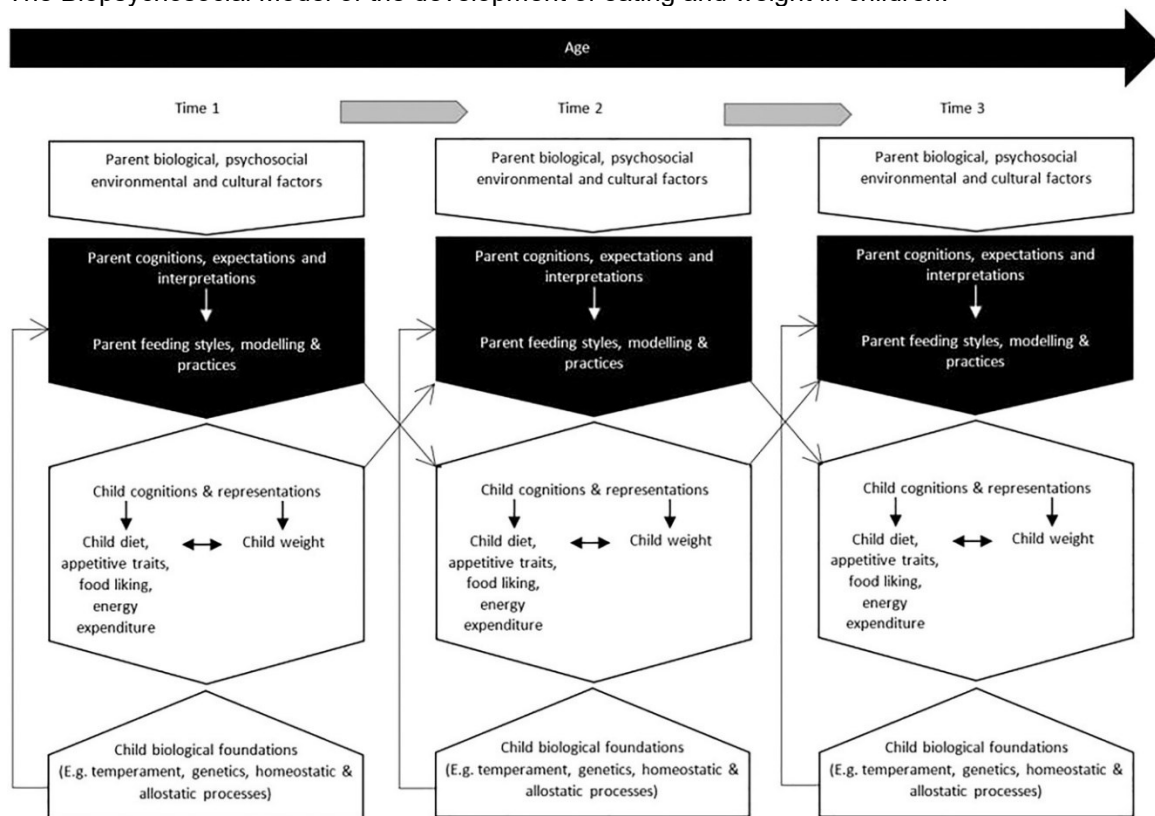 The Biopsychosocial Model of the development of eating and weight in children.
Age
Time 1
Time 2
Time 3
Parent biological, psychosocial
environmental and cultural factors
Parent cognitions, expectations and
interpretations
Parent feeding styles, modelling &
practices
Child cognitions & representations
Child diet,
appetitive traits,
food liking,
energy
expenditure
Child weight
Child biological foundations
(E.g. temperament, genetics, homeostatic &
allostatic processes)
Parent biological, psychosocial
environmental and cultural factors
Parent cognitions, expectations and
interpretations
Parent feeding styles, modelling &
practices
Child cognitions & representations
Child diet,
appetitive traits,
food liking,
energy
expenditure
Child weight
Child biological foundations
(E.g. temperament, genetics, homeostatic &
allostatic processes)
Parent biological, psychosocial
environmental and cultural factors
Parent cognitions, expectations and
interpretations
Parent feeding styles, modelling &
practices
Child cognitions & representations
Child diet,
appetitive traits,
food liking,
energy
expenditure
Child weight
Child biological foundations
(E.g. temperament, genetics, homeostatic &
allostatic processes)